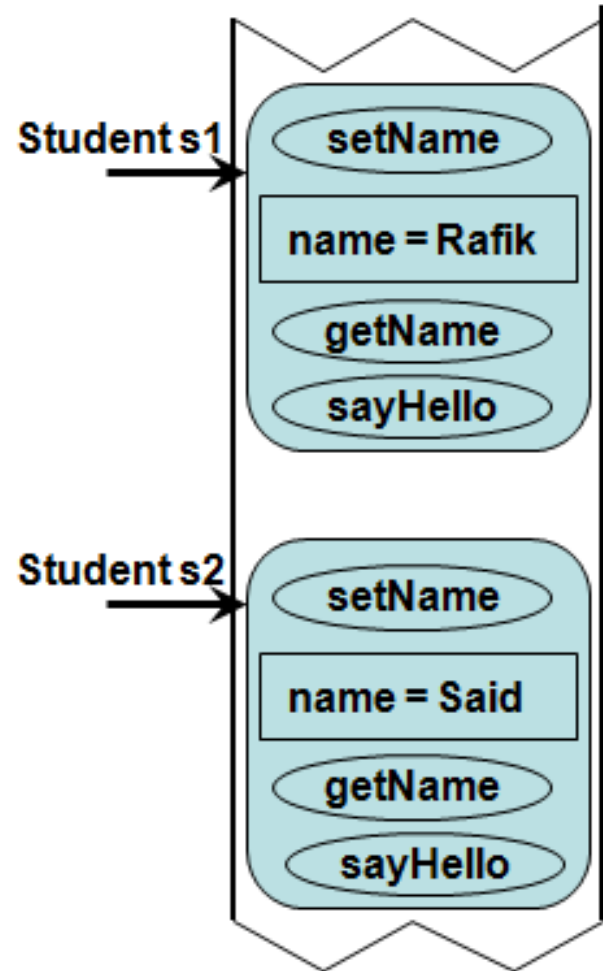 Student s1
setName
name = Rafik
getName
sayHello
Student s2
setName
name = Said
getName
sayHello